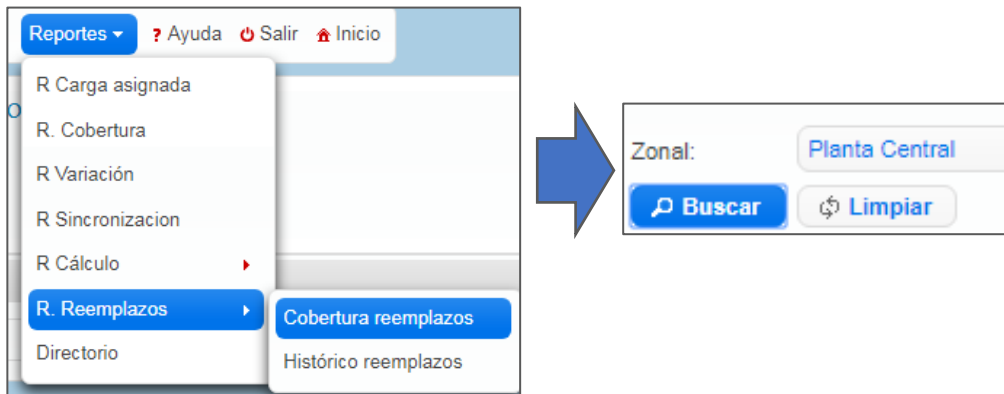 Reportes ? Ayuda Salir Inicio
R Carga asignada
R. Cobertura
R Variación
R Sincronizacion
R Cálculo
R. Reemplazos
Directorio
Cobertura reemplazos
Histórico reemplazos
Zonal: Planta Central
Buscar Limpiar